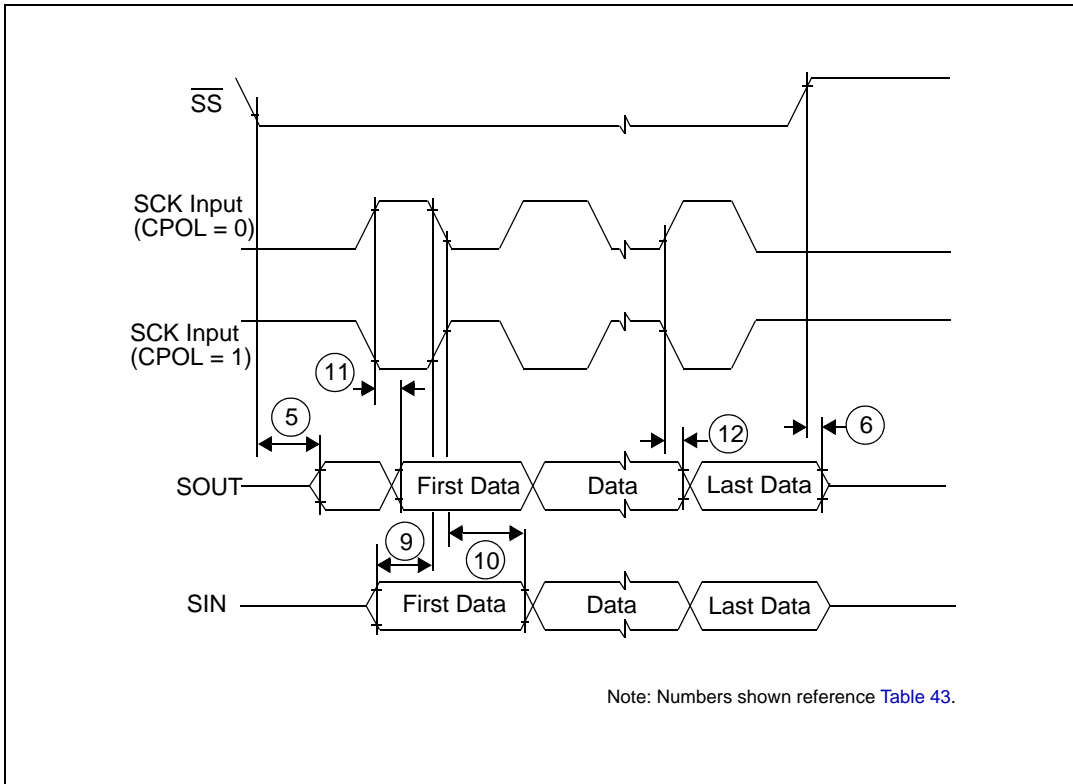 SS
SCK Input
(CPOL = 0)
SCK Input
(CPOL = 1)
11
5
12
6
SOUT
First Data
Data
Last Data
9
10
SIN
First Data
Data
Last Data
Note: Numbers shown reference Table 43.